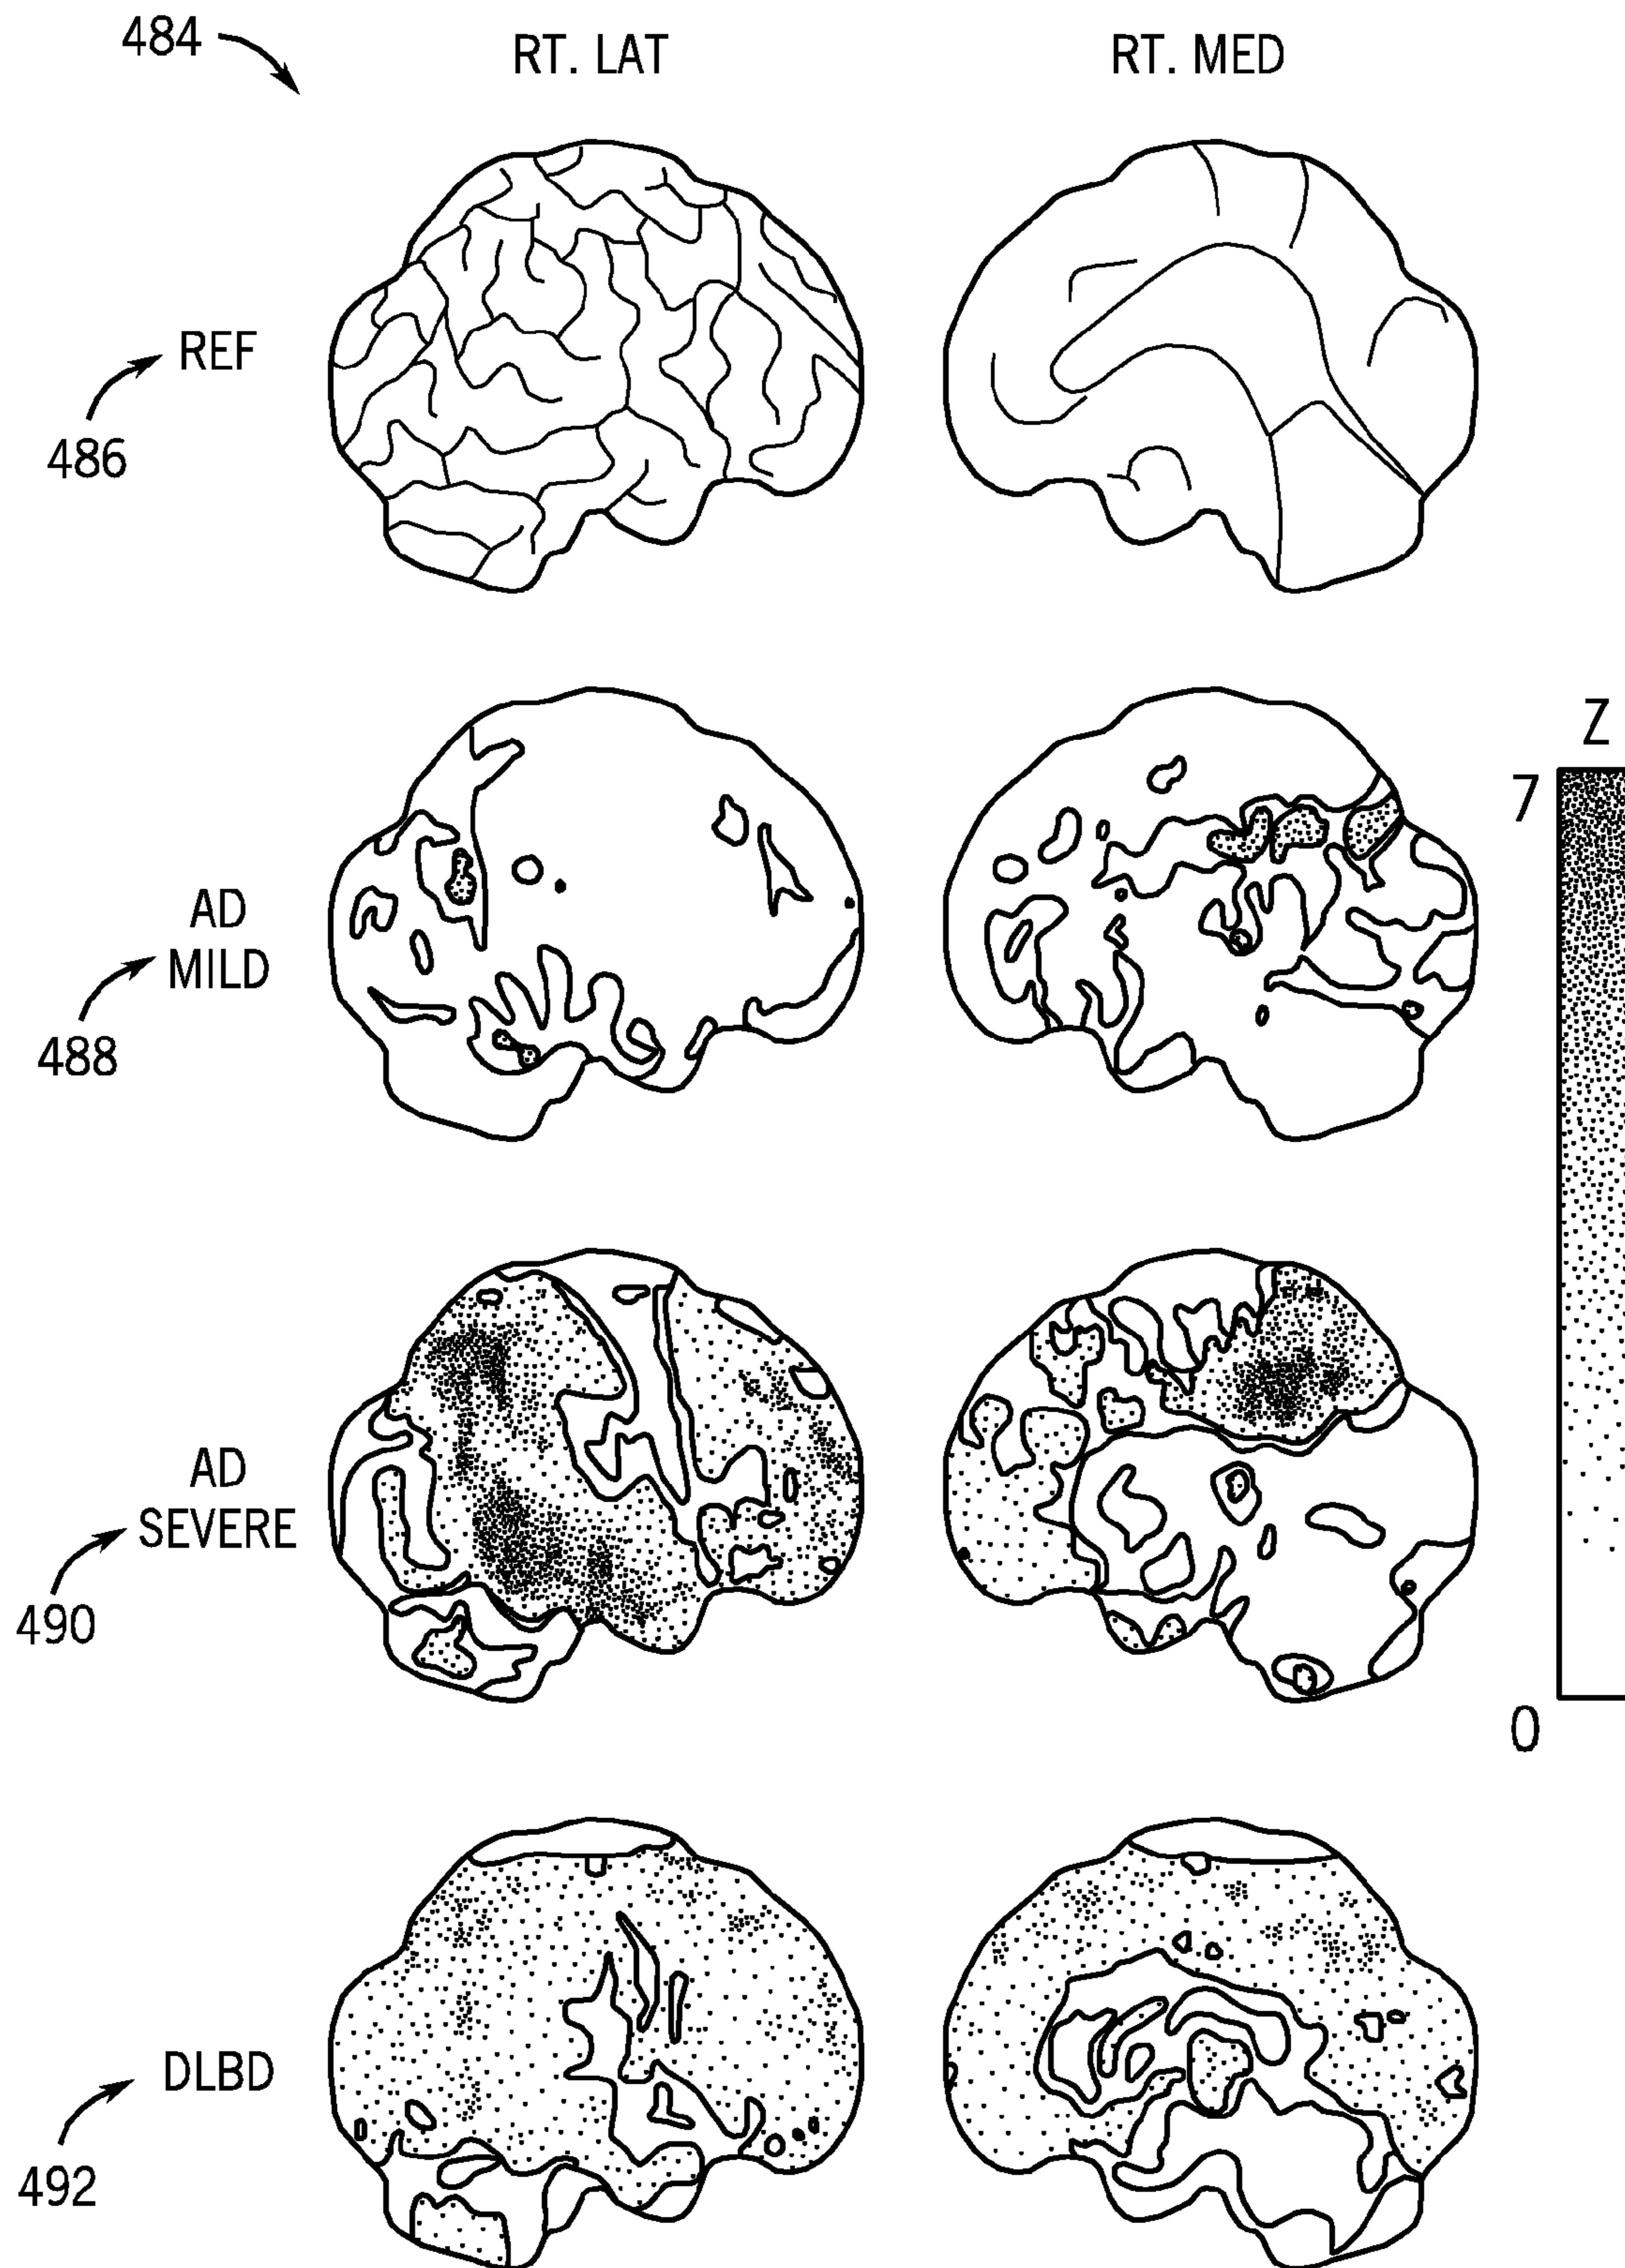 484
RT. LAT
RT. MED
REF
486
Z
7
AD
MILD
488
AD
SEVERE
490
0
DLBD
492